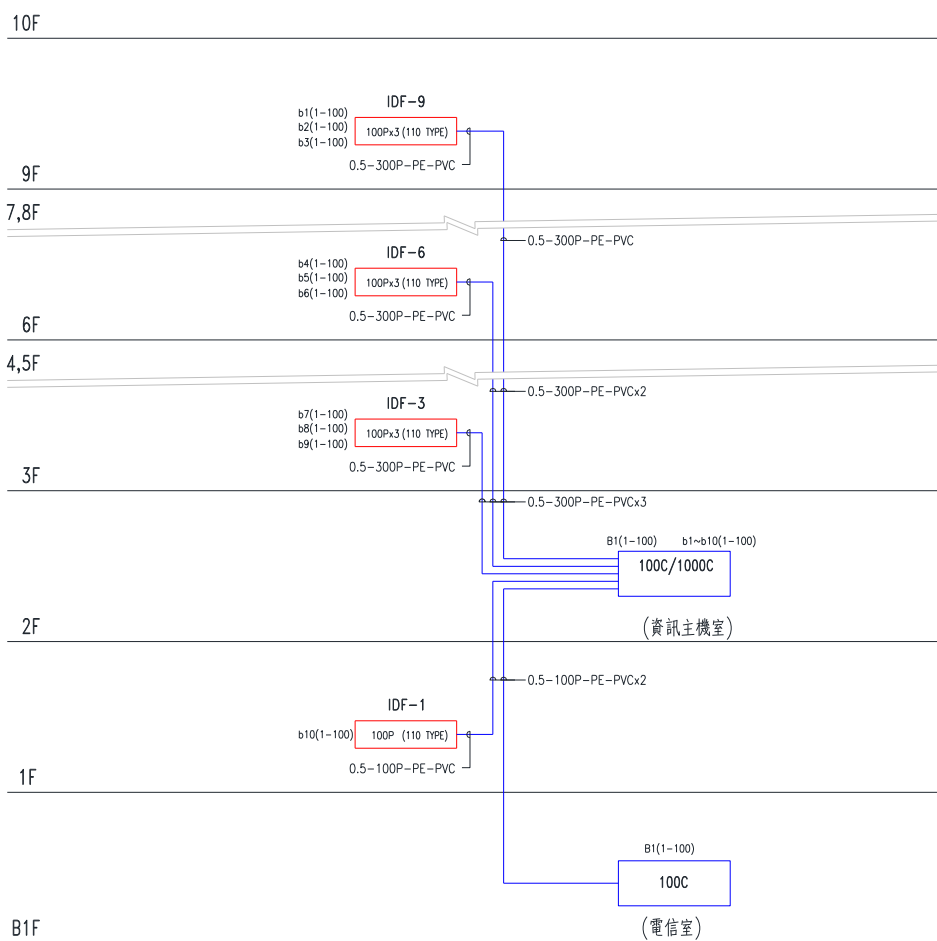 10F
IDF-9
b1(1-100)
b2(1-100)
b3(1-100)
100Px3 (110 TYPE)
0.5-300P-PE-PVC
9F
7,8F
0.5-300P-PE-PVC
IDF-6
b4(1-100)
b5(1-100)
b6(1-100)
100Px3 (110 TYPE)
0.5-300P-PE-PVC
6F
4,5F
0.5-300P-PE-PVCx2
IDF-3
b7(1-100)
b8(1-100)
b9(1-100)
100Px3 (110 TYPE)
0.5-300P-PE-PVC
3F
0.5-300P-PE-PVCx3
B1(1-100) b1~b10(1-100)
100C/1000C
(資訊主機室)
2F
0.5-100P-PE-PVCx2
IDF-1
b10(1-100)
100P (110 TYPE)
0.5-100P-PE-PVC
1F
B1(1-100)
100C
(電信室)
B1F